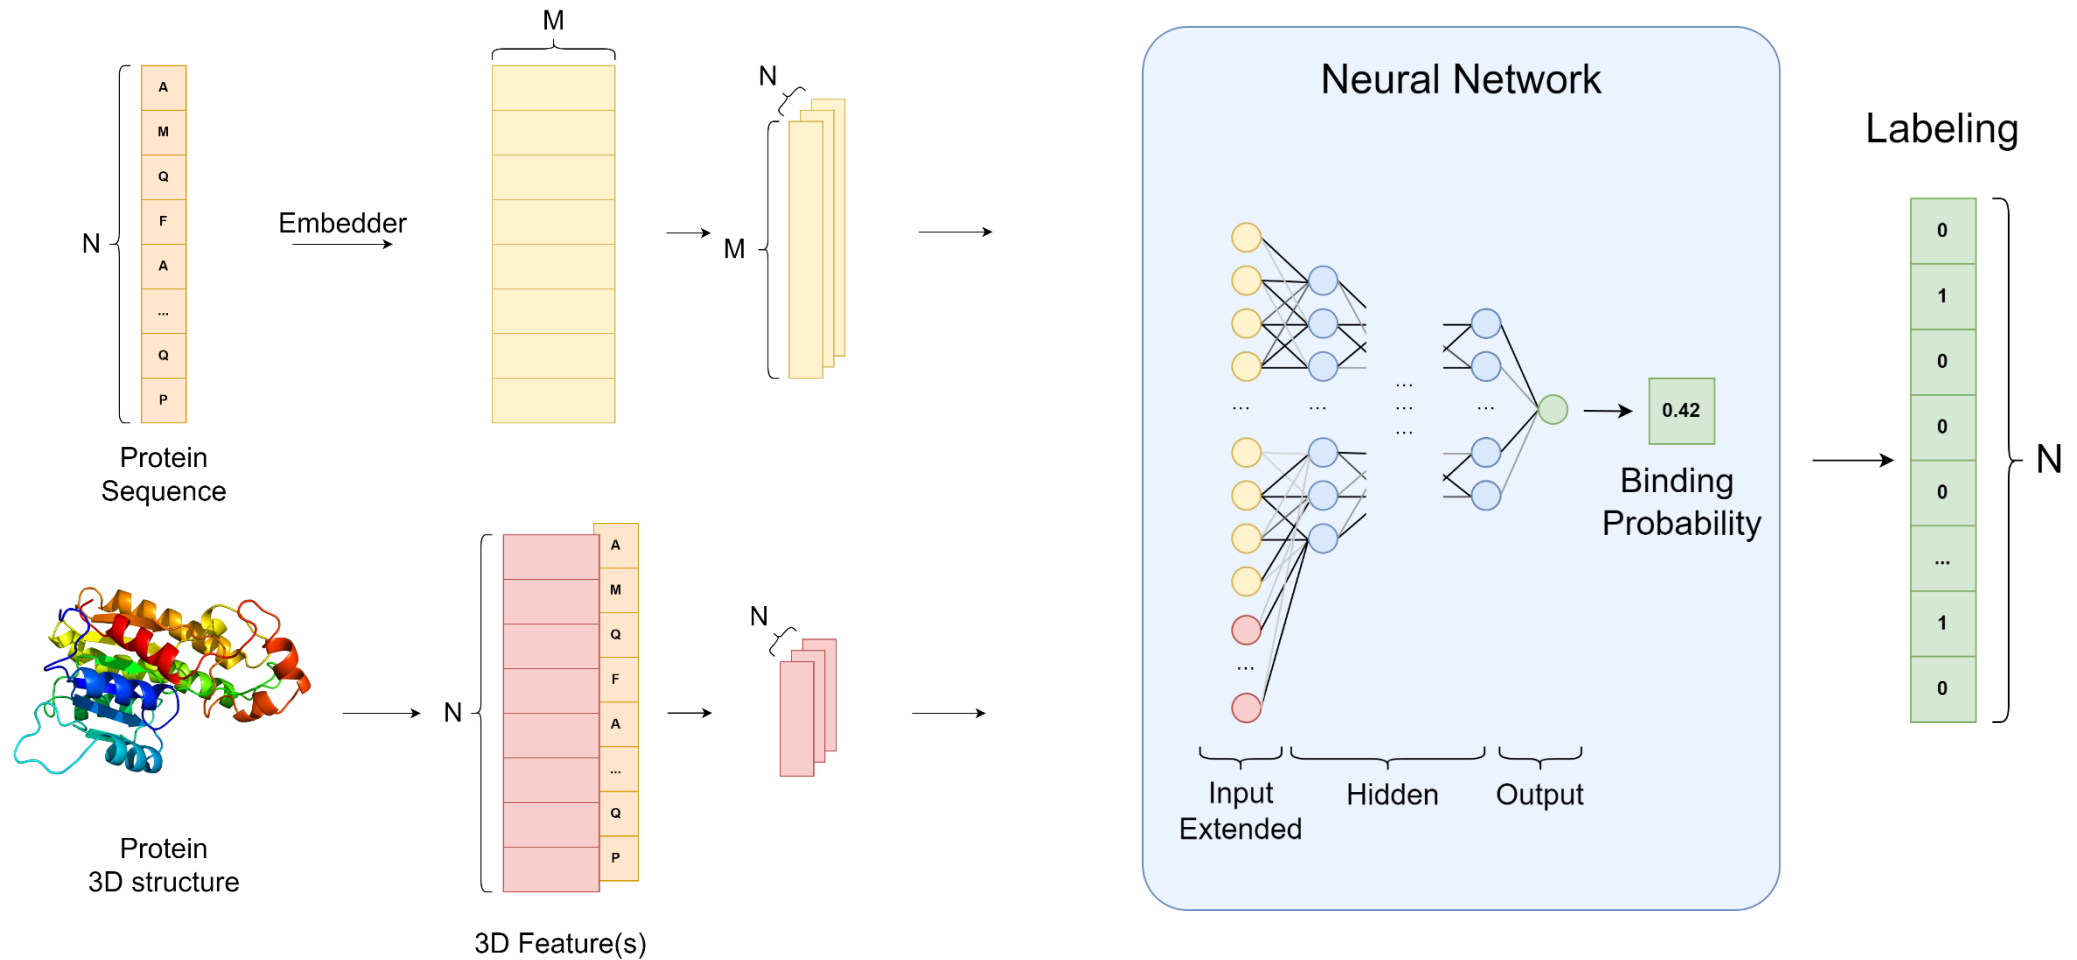 M
N
A
M
Q
F
A
...
Q
P
Embedder
N
M
Protein
Sequence
N
A
M
Q
F
A
...
Q
P
N
Protein
3D structure
3D Feature(s)
Neural Network
... ... ... ...
...
...
...
0.42
Binding
Probability
Input
Extended
Hidden
Output
Labeling
0
1
0
0
0
...
1
0
N